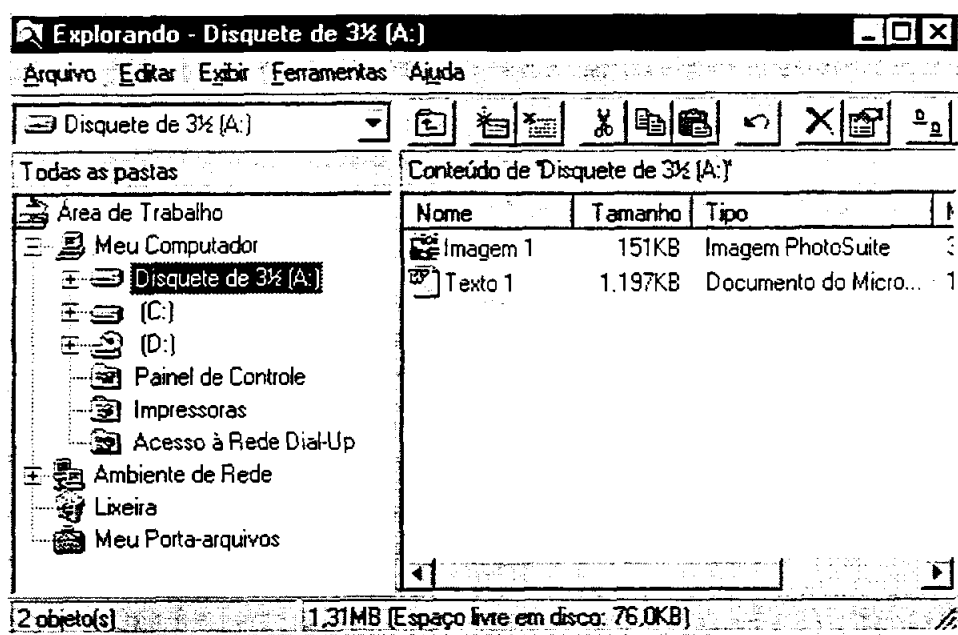 Explorando - Disquete de 3½ (A:)
Arquivo Editar Exibir Ferramentas Ajuda
Disquete de 3½ (A:)
Todas as pastas
Conteúdo de 'Disquete de 3½ (A:)'
Nome Tamanho Tipo
Área de Trabalho
Meu Computador
Disquete de 3½ (A:)
(C:)
(D:)
Painel de Controle
Impressoras
Acesso à Rede Dial-Up
Ambiente de Rede
Lixeira
Meu Porta-arquivos
Imagem 1 151KB Imagem PhotoSuite
Texto 1 1.197KB Documento do Micro...
2 objeto(s) 1,31MB (Espaço livre em disco: 76,0KB)